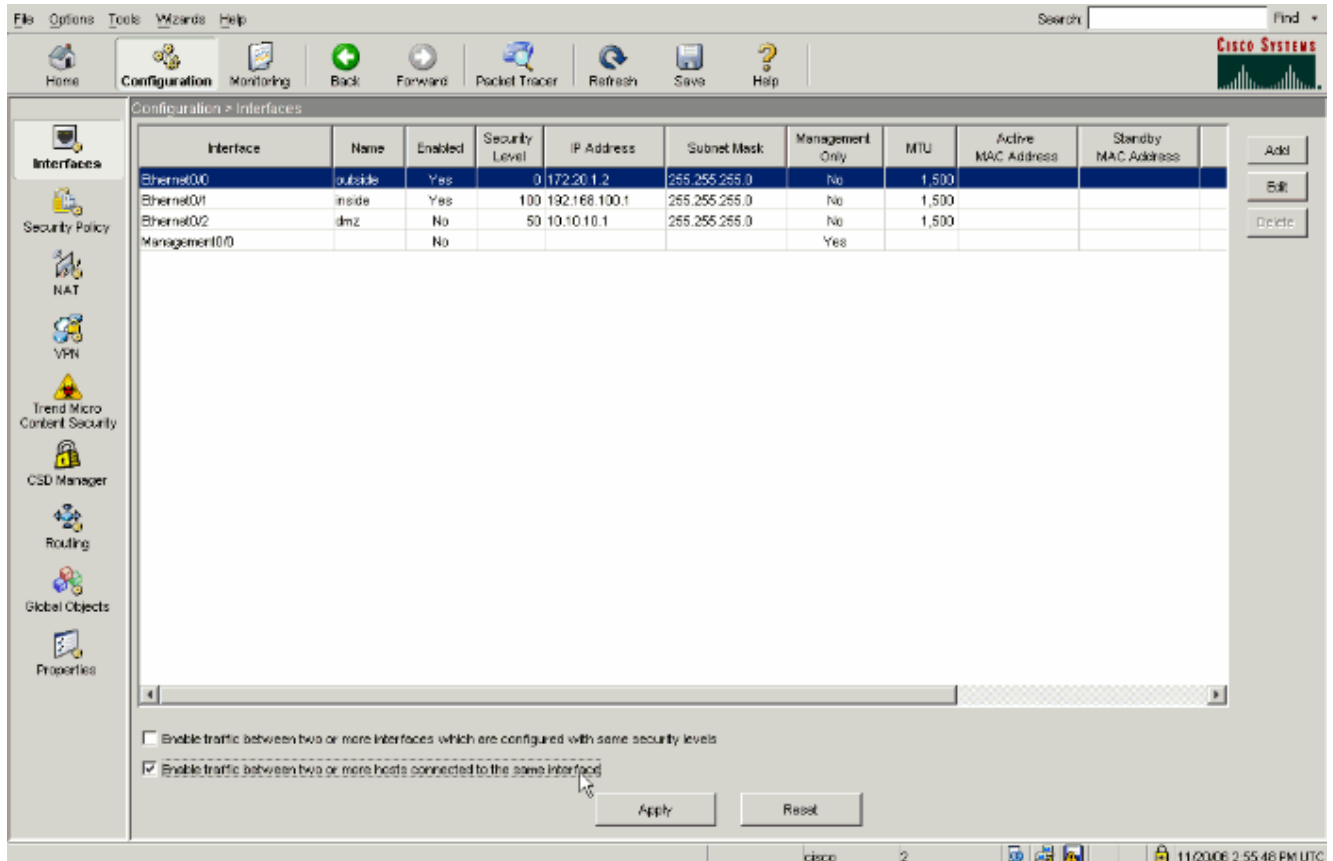 File Options Tools Wizards Help Search: Find
CISCO SYSTEMS
Home Configuration Monitoring Back Forward Packet Tracer Refresh Save Help
Configuration > Interfaces
Interfaces
Security Policy
NAT
VPN
Trend Micro
Content Security
CSD Manager
Routing
Global Objects
Properties
Interface Name Enabled Security Level IP Address Subnet Mask Management Only MTU Active MAC Address Standby MAC Address
Ethernet0/0 outside Yes 0 172.20.1.2 255.255.255.0 No 1,500
Ethernet0/1 inside Yes 100 192.168.100.1 255.255.255.0 No 1,500
Ethernet0/2 dmz No 50 10.10.10.1 255.255.255.0 No 1,500
Management0/0 No Yes
Add
Edit
Delete
Enable traffic between two or more interfaces which are configured with same security levels
Enable traffic between two or more hosts connected to the same interface
Apply Reset
cisco 2 11/20/06 2:55:48 PM UTC